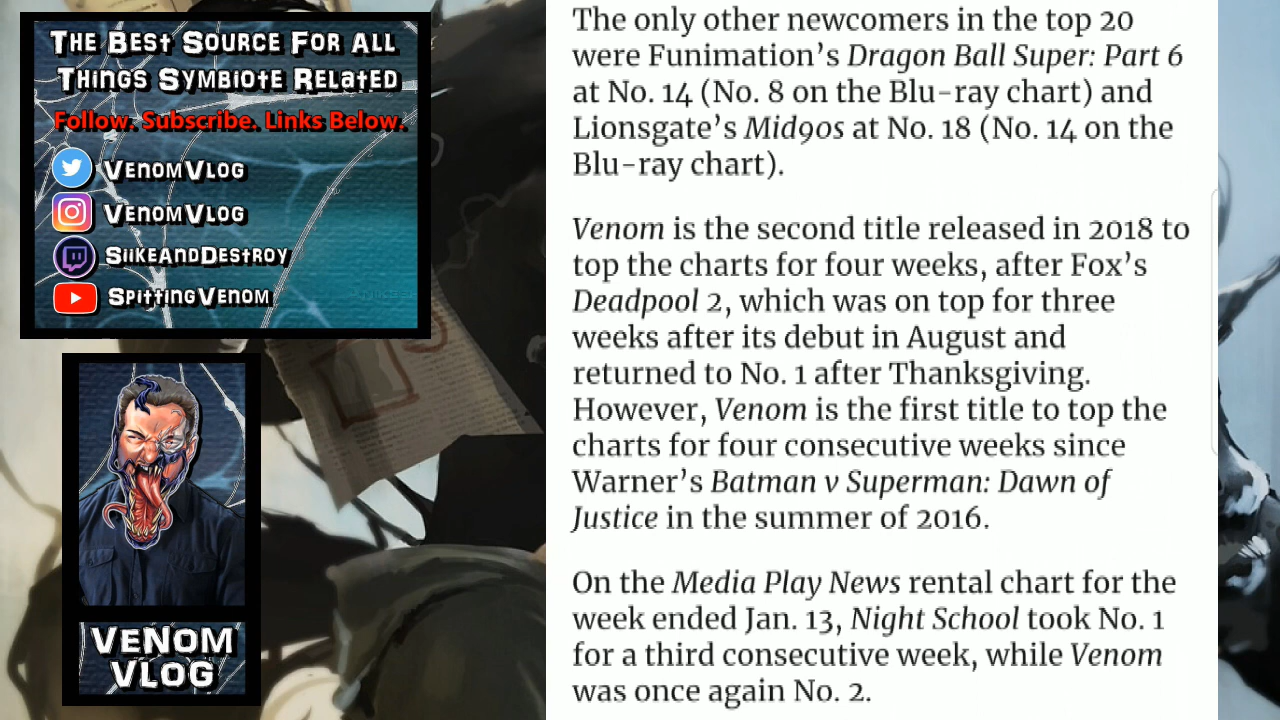 The Best Source For All
Things Symbiote Related
Follow. Subscribe. Links Below.
VenomVlog
VenomVlog
SiikeAndDestroy
SpittingVenom
VENOM
VLOG
The only other newcomers in the top 20
were Funimation’s Dragon Ball Super: Part 6
at No. 14 (No. 8 on the Blu-ray chart) and
Lionsgate’s Mid90s at No. 18 (No. 14 on the
Blu-ray chart).
Venom is the second title released in 2018 to
top the charts for four weeks, after Fox’s
Deadpool 2, which was on top for three
weeks after its debut in August and
returned to No. 1 after Thanksgiving.
However, Venom is the first title to top the
charts for four consecutive weeks since
Warner’s Batman v Superman: Dawn of
Justice in the summer of 2016.
On the Media Play News rental chart for the
week ended Jan. 13, Night School took No. 1
for a third consecutive week, while Venom
was once again No. 2.